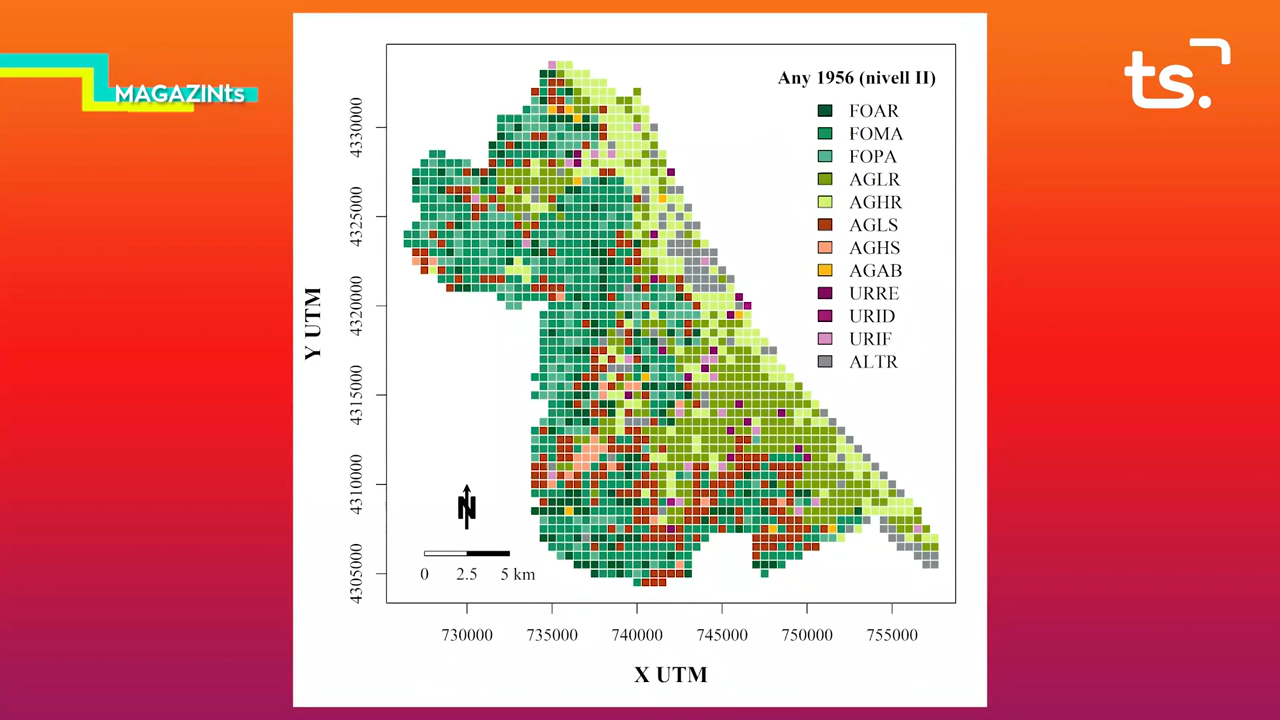 MAGAZINts
ts.
Any 1956 (nivell II)
FOAR
FOMA
FOPA
AGLR
AGHR
AGLS
AGHS
AGAB
URRE
URID
URIF
ALTR
Y UTM
4330000
4325000
4320000
4315000
4310000
4305000
N
0 2.5 5 km
730000 735000 740000 745000 750000 755000
X UTM